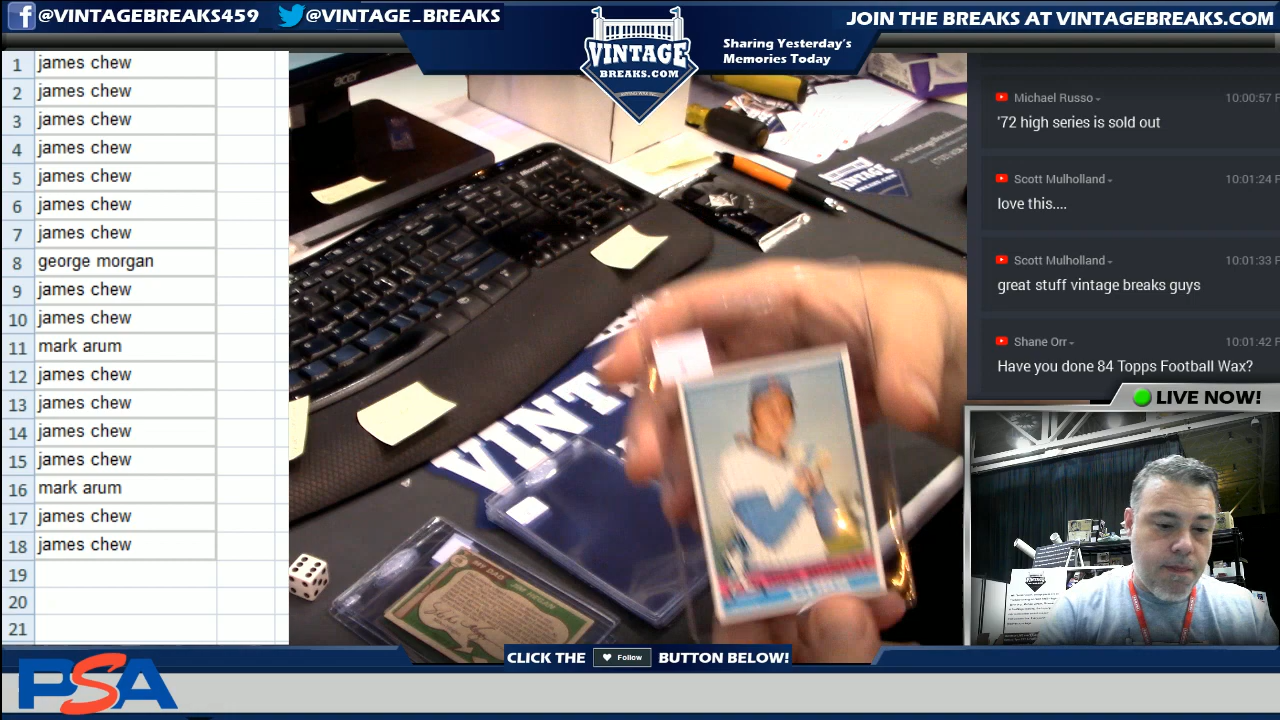 @VINTAGEBREAKS459
@VINTAGE_BREAKS
VINTAGE
BREAKS.COM
Sharing Yesterday's
Memories Today
JOIN THE BREAKS AT VINTAGEBREAKS.COM
1 james chew
2 james chew
3 james chew
4 james chew
5 james chew
6 james chew
7 james chew
8 george morgan
9 james chew
10 james chew
11 mark arum
12 james chew
13 james chew
14 james chew
15 james chew
16 mark arum
17 james chew
18 james chew
19
20
21
acer
VINT
MY DAD
Michael Russo
10:00:57 P
'72 high series is sold out
Scott Mulholland
10:01:24 P
love this....
Scott Mulholland
10:01:33 P
great stuff vintage breaks guys
Shane Orr
10:01:42 P
Have you done 84 Topps Football Wax?
LIVE NOW!
CLICK THE Follow BUTTON BELOW!
PSA